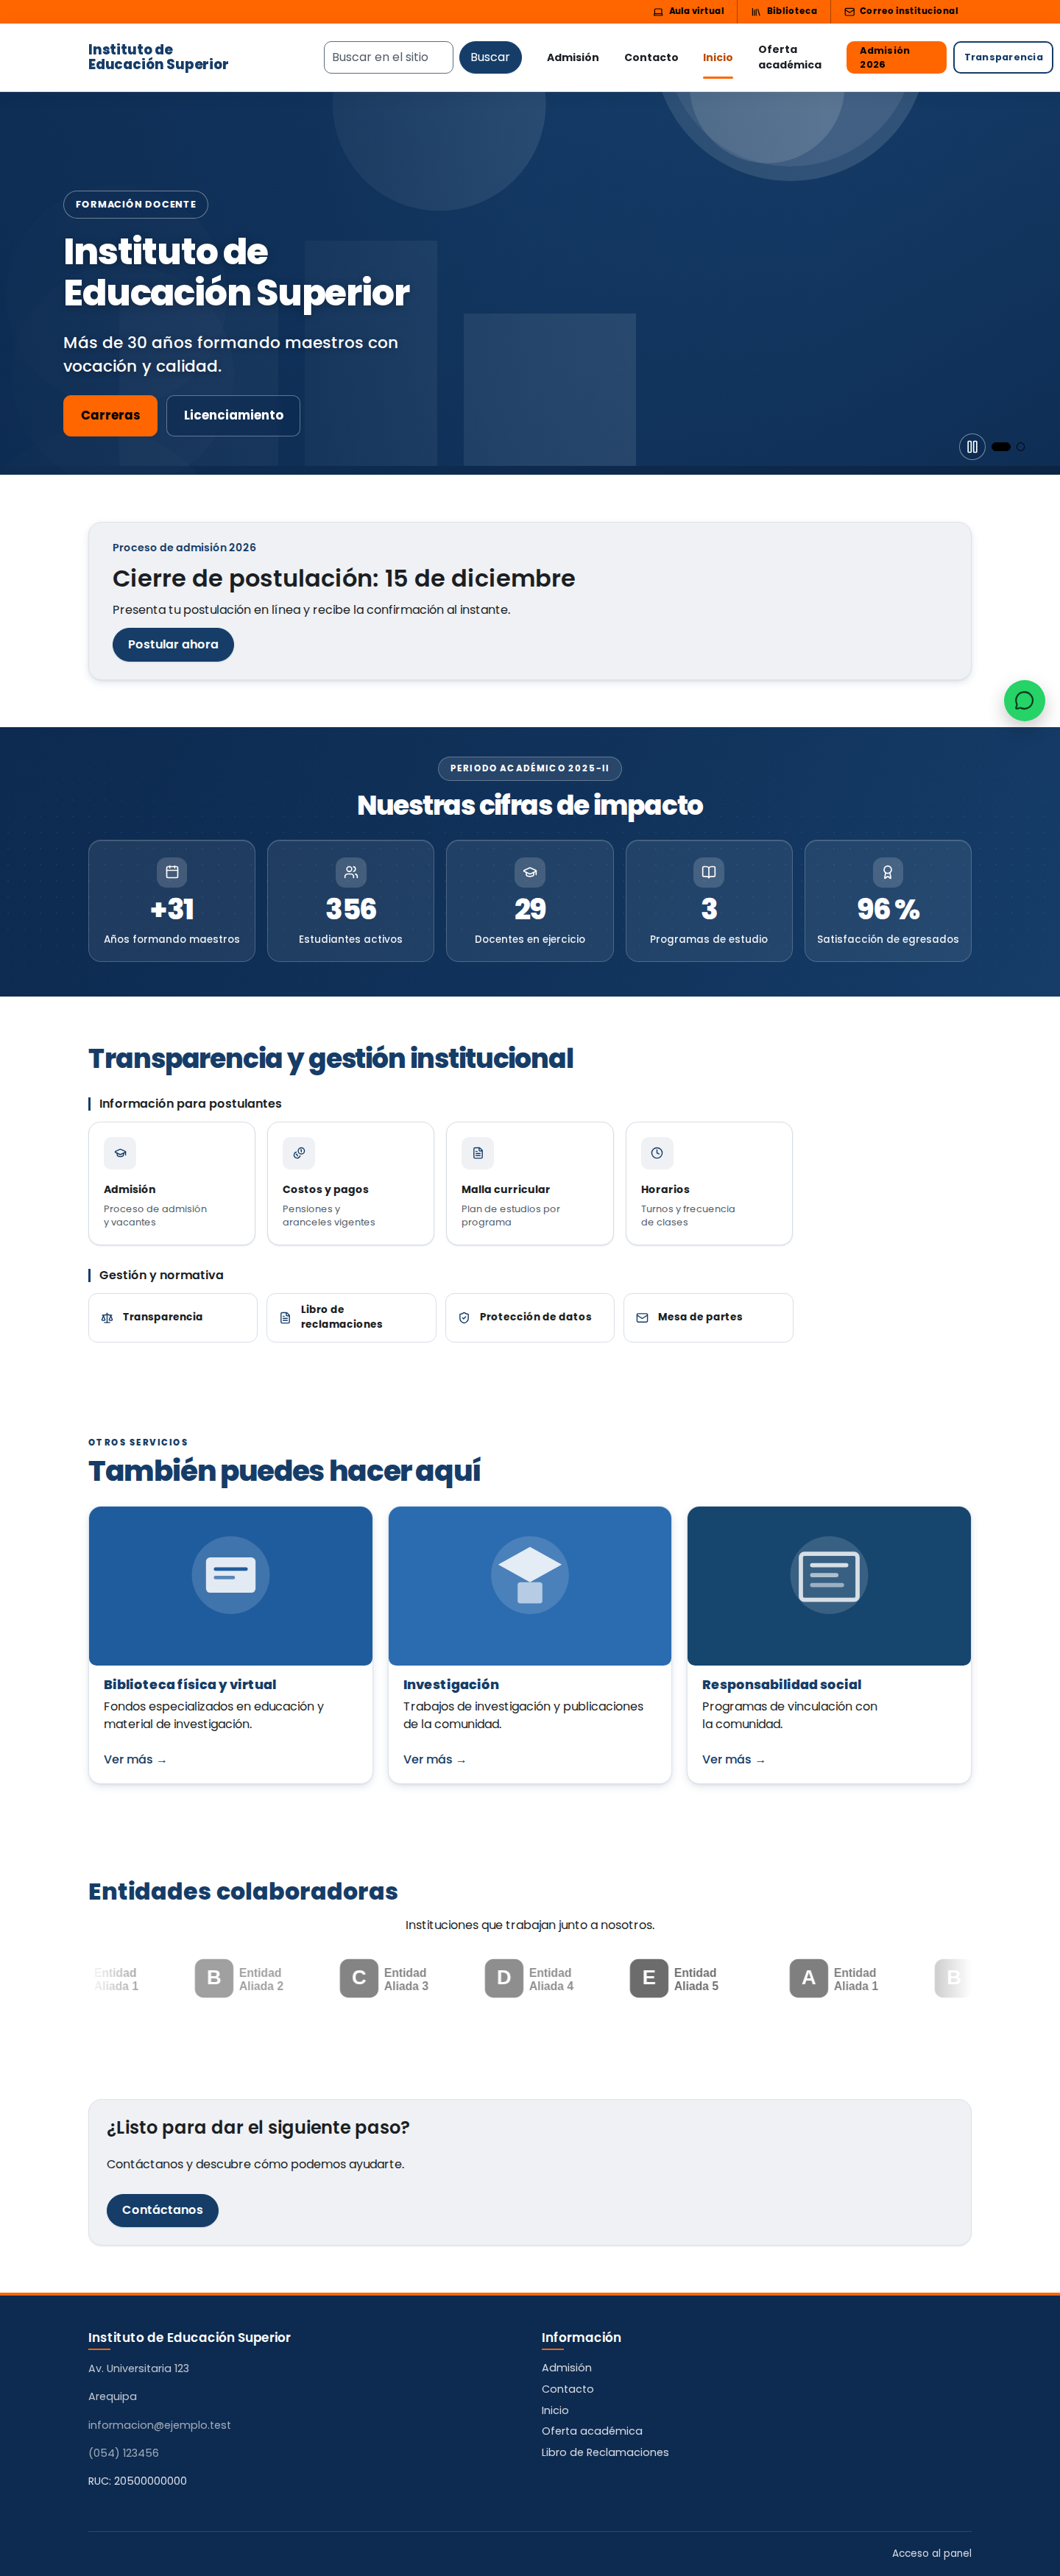 Aula virtual
Biblioteca
Correo institucional
Instituto de
Educación Superior
Buscar en el sitio
Buscar
Admisión
Contacto
Inicio
Oferta
académica
Admisión
2026
Transparencia
FORMACIÓN DOCENTE
Instituto de
Educación Superior
Más de 30 años formando maestros con
vocación y calidad.
Carreras
Licenciamiento
Proceso de admisión 2026
Cierre de postulación: 15 de diciembre
Presenta tu postulación en línea y recibe la confirmación al instante.
Postular ahora
PERIODO ACADÉMICO 2025-II
Nuestras cifras de impacto
+31
Años formando maestros
356
Estudiantes activos
29
Docentes en ejercicio
3
Programas de estudio
96 %
Satisfacción de egresados
Transparencia y gestión institucional
Información para postulantes
Admisión
Proceso de admisión
y vacantes
Costos y pagos
Pensiones y
aranceles vigentes
Malla curricular
Plan de estudios por
programa
Horarios
Turnos y frecuencia
de clases
Gestión y normativa
Transparencia
Libro de
reclamaciones
Protección de datos
Mesa de partes
OTROS SERVICIOS
También puedes hacer aquí
Biblioteca física y virtual
Fondos especializados en educación y
material de investigación.
Ver más →
Investigación
Trabajos de investigación y publicaciones
de la comunidad.
Ver más →
Responsabilidad social
Programas de vinculación con
la comunidad.
Ver más →
Entidades colaboradoras
Instituciones que trabajan junto a nosotros.
Entidad
Aliada 1
B
Entidad
Aliada 2
C
Entidad
Aliada 3
D
Entidad
Aliada 4
E
Entidad
Aliada 5
A
Entidad
Aliada 1
B
¿Listo para dar el siguiente paso?
Contáctanos y descubre cómo podemos ayudarte.
Contáctanos
Instituto de Educación Superior
Av. Universitaria 123
Arequipa
informacion@ejemplo.test
(054) 123456
RUC: 20500000000
Información
Admisión
Contacto
Inicio
Oferta académica
Libro de Reclamaciones
Acceso al panel